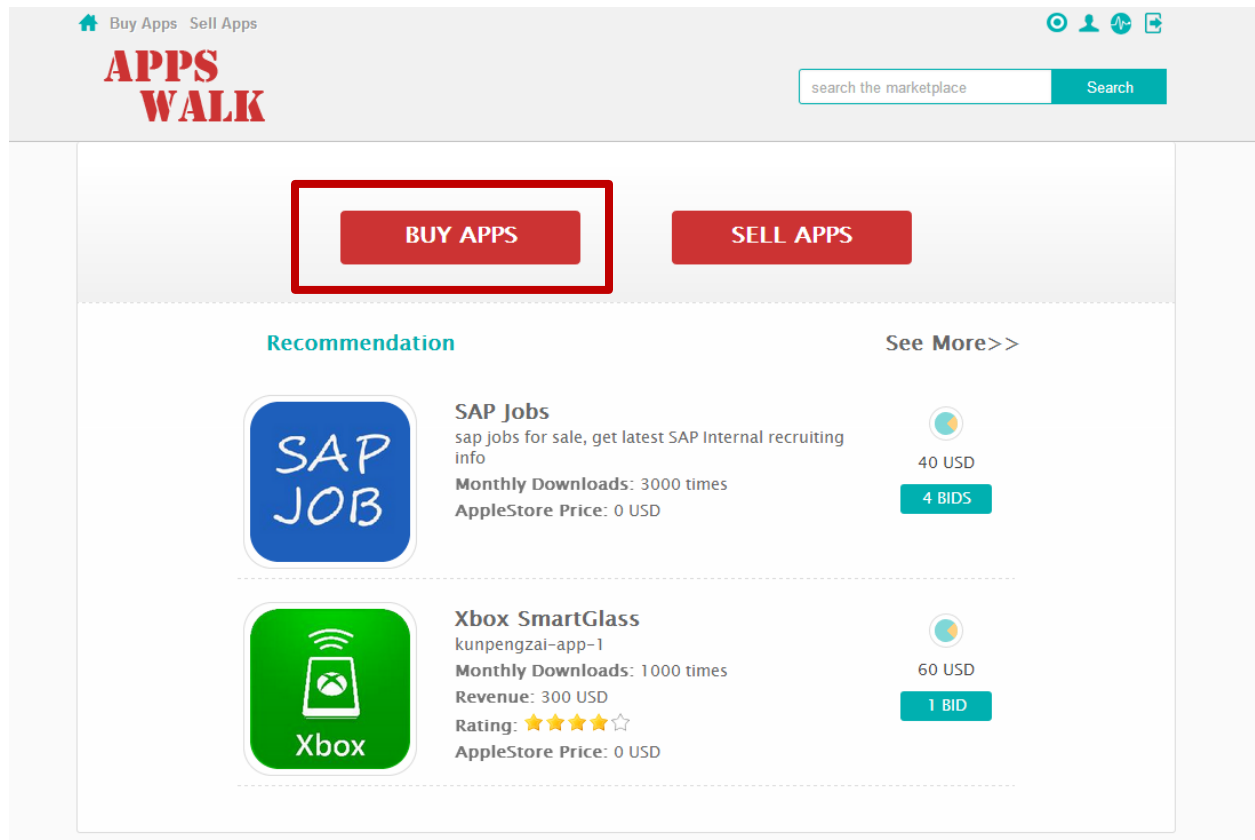 Buy Apps Sell Apps
APPS
WALK
search the marketplace Search
BUY APPS SELL APPS
Recommendation See More>>
SAP JOB
SAP Jobs
sap jobs for sale, get latest SAP Internal recruiting
info
Monthly Downloads: 3000 times
AppleStore Price: 0 USD
40 USD
4 BIDS
Xbox
Xbox SmartGlass
kunpengzai-app-1
Monthly Downloads: 1000 times
Revenue: 300 USD
Rating:
AppleStore Price: 0 USD
60 USD
1 BID